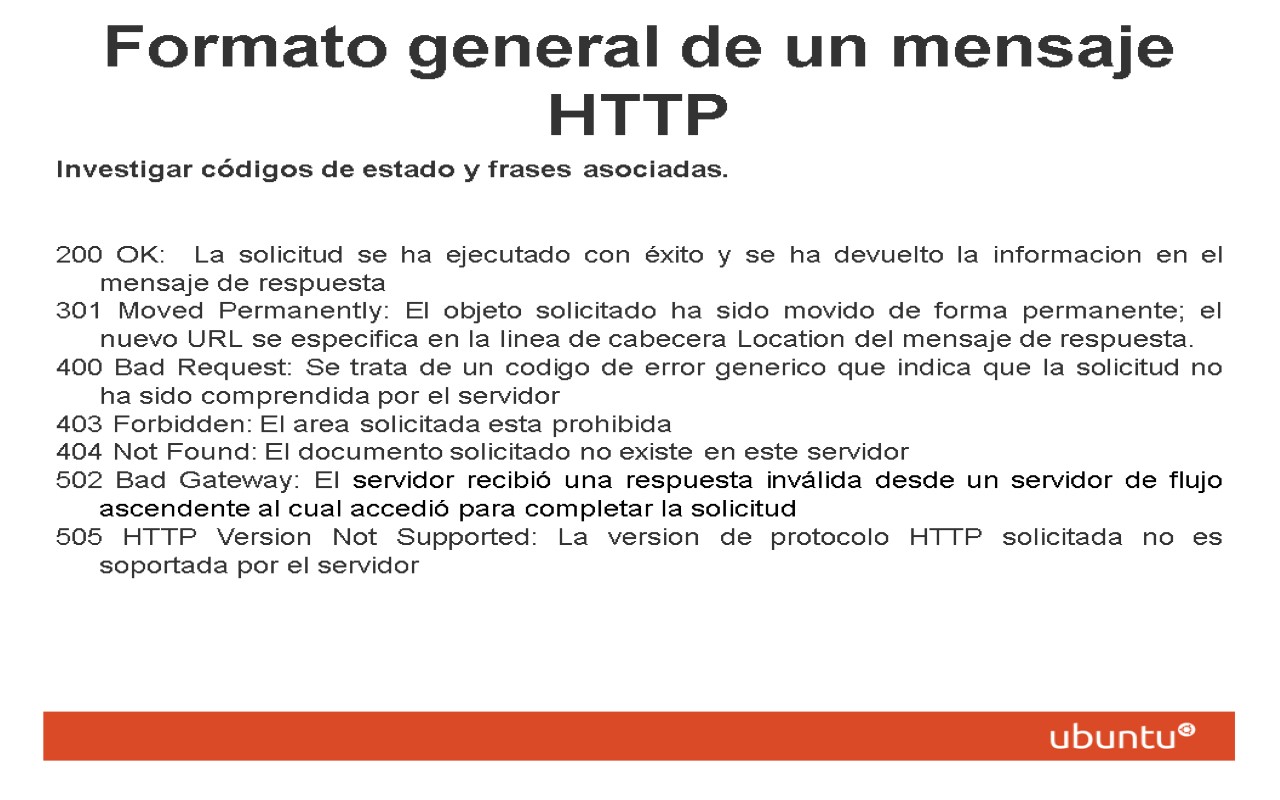 Formato general de un mensaje
HTTP
Investigar códigos de estado y frases asociadas.
200 OK: La solicitud se ha ejecutado con éxito y se ha devuelto la informacion en el
mensaje de respuesta
301 Moved Permanently: El objeto solicitado ha sido movido de forma permanente; el
nuevo URL se especifica en la linea de cabecera Location del mensaje de respuesta.
400 Bad Request: Se trata de un codigo de error generico que indica que la solicitud no
ha sido comprendida por el servidor
403 Forbidden: El area solicitada esta prohibida
404 Not Found: El documento solicitado no existe en este servidor
502 Bad Gateway: El servidor recibió una respuesta inválida desde un servidor de flujo
ascendente al cual accedió para completar la solicitud
505 HTTP Version Not Supported: La version de protocolo HTTP solicitada no es
soportada por el servidor
ubuntu